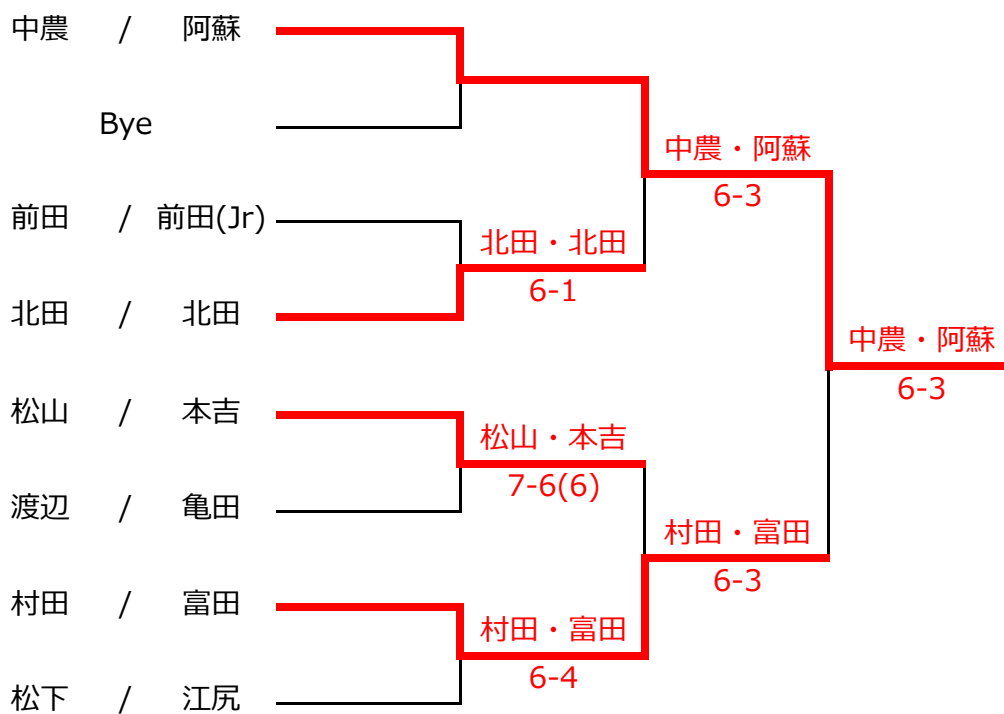 中農 / 阿蘇
Bye
中農・阿蘇
6-3
前田 / 前田(Jr)
北田・北田
6-1
北田 / 北田
中農・阿蘇
6-3
松山 / 本吉
松山・本吉
7-6(6)
渡辺 / 亀田
村田・富田
6-3
村田 / 富田
村田・富田
6-4
松下 / 江尻